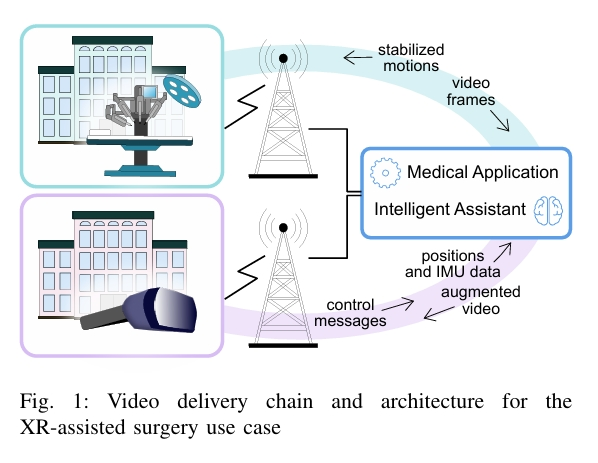 stabilized
motions
video
frames
Medical Application
Intelligent Assistant
positions
and IMU data
control
messages
augmented
video
Fig. 1: Video delivery chain and architecture for the
XR-assisted surgery use case